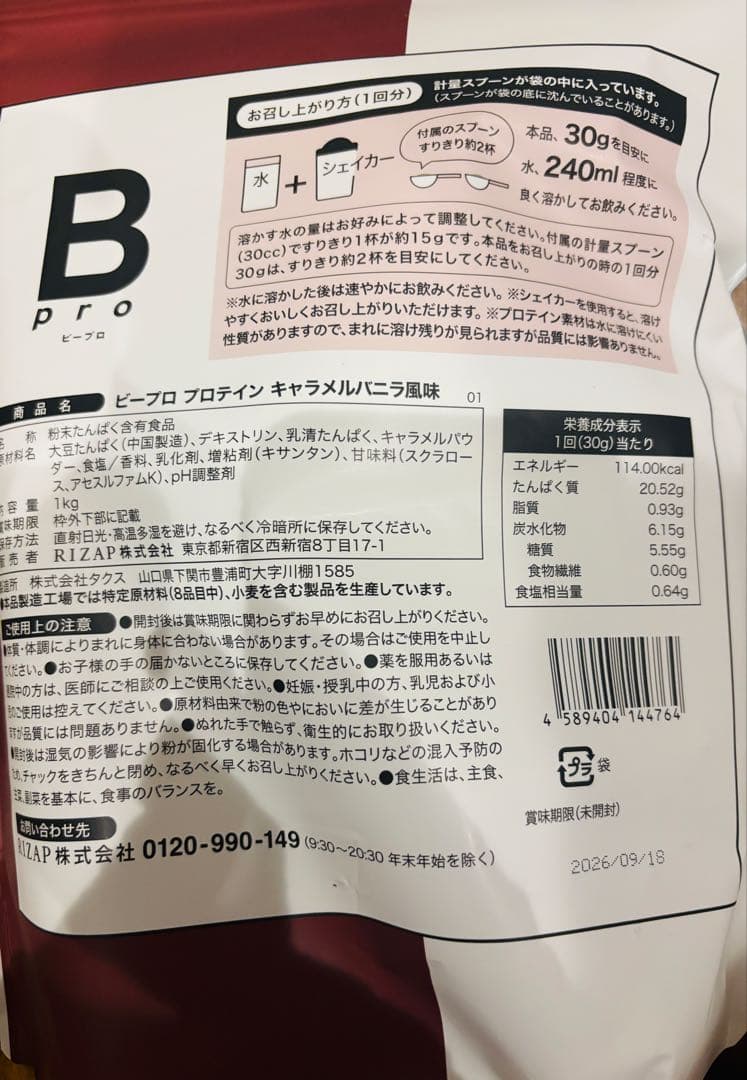 B
pro
ビープロ
お召し上がり方(1回分)
計量スプーンが袋の中に入っています。
(スプーンが袋の底に沈んでいることがあります。)
水
+
シェイカー
付属のスプーン
すりきり約2杯
本品、30gを目安に
水、240ml程度に
良く溶かしてお飲みください。
溶かす水の量はお好みによって調整してください。付属の計量スプーン
(30cc)ですりきり1杯が約15gです。本品をお召し上がりの時の1回分
30gは、すりきり約2杯を目安にしてください。
※水に溶かした後は速やかにお飲みください。※シェイカーを使用すると、溶け
やすくおいしくお召し上がりいただけます。※プロテイン素材は水に溶けにくい
性質がありますので、まれに溶け残りが見られますが品質には影響ありません。
商品名
ビープロ プロテイン キャラメルバニラ風味
01
称 粉末たんぱく含有食品
原材料名 大豆たんぱく(中国製造)、デキストリン、乳清たんぱく、キャラメルパウ
ダー、食塩/香料、乳化剤、増粘剤(キサンタン)、甘味料(スクラロー
ス、アセスルファムK)、pH調整剤
容量 1kg
賞味期限 枠外下部に記載
保存方法 直射日光・高温多湿を避け、なるべく冷暗所に保存してください。
販売者 RIZAP株式会社 東京都新宿区西新宿8丁目17-1
製造所 株式会社タクス 山口県下関市豊浦町大字川棚1585
●本品製造工場では特定原材料(8品目中)、小麦を含む製品を生産しています。
ご使用上の注意
●開封後は賞味期限に関わらずお早めにお召し上がりください。
●体質・体調によりまれに身体に合わない場合があります。その場合はご使用を中止し
てください。●お子様の手の届かないところに保存してください。●薬を服用あるいは
通院中の方は、医師にご相談の上ご使用ください。●妊娠・授乳中の方、乳児および小
のご使用は控えてください。●原材料由来で粉の色やにおいに差が生じることがあり
すが品質には問題ありません。●ぬれた手で触らず、衛生的にお取り扱いください。
●開封後は湿気の影響により粉が固化する場合があります。ホコリなどの混入予防の
ため、チャックをきちんと閉め、なるべく早くお召し上がりください。●食生活は、主食、
主菜、副菜を基本に、食事のバランスを。
お問い合わせ先
RIZAP株式会社 0120-990-149(9:30~20:30 年末年始を除く)
栄養成分表示
1回(30g)当たり
エネルギー 114.00kcal
たんぱく質 20.52g
脂質 0.93g
炭水化物 6.15g
糖質 5.55g
食物繊維 0.60g
食塩相当量 0.64g
4 589404 144764
プラ 袋
賞味期限(未開封)
2026/09/18